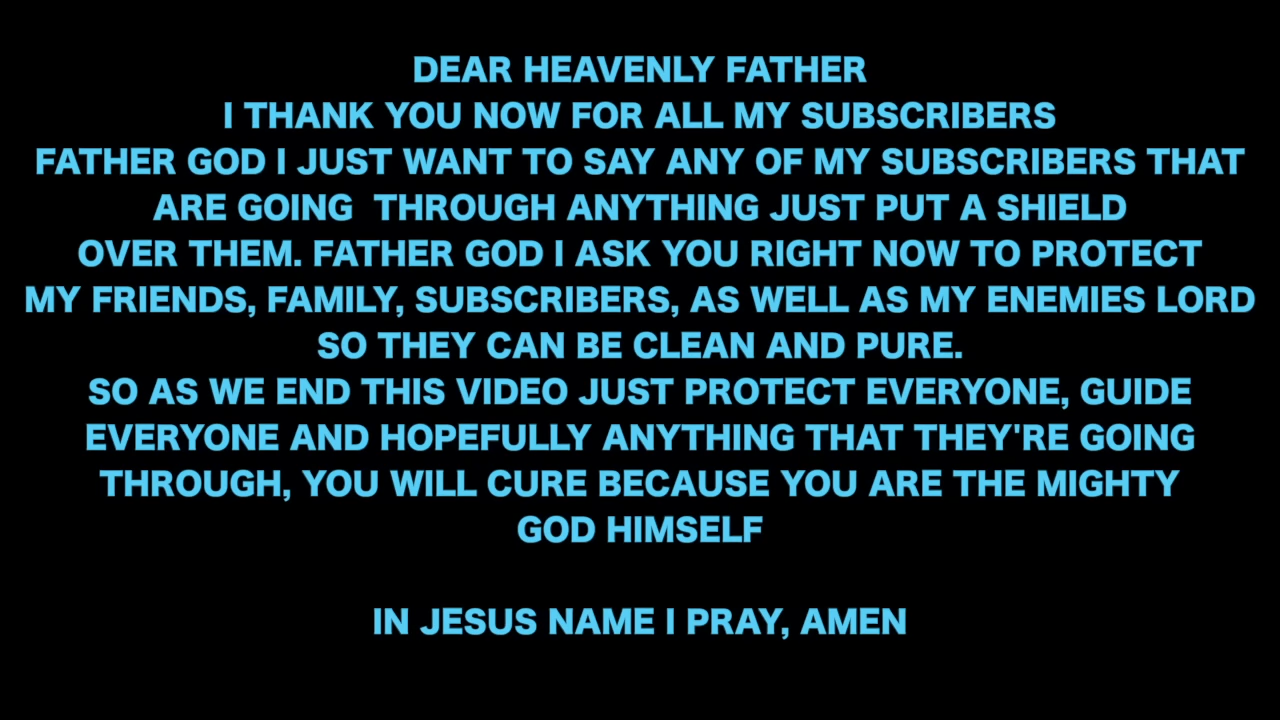 DEAR HEAVENLY FATHER
I THANK YOU NOW FOR ALL MY SUBSCRIBERS
FATHER GOD I JUST WANT TO SAY ANY OF MY SUBSCRIBERS THAT
ARE GOING  THROUGH ANYTHING JUST PUT A SHIELD
OVER THEM. FATHER GOD I ASK YOU RIGHT NOW TO PROTECT
MY FRIENDS, FAMILY, SUBSCRIBERS, AS WELL AS MY ENEMIES LORD
SO THEY CAN BE CLEAN AND PURE.
SO AS WE END THIS VIDEO JUST PROTECT EVERYONE, GUIDE
EVERYONE AND HOPEFULLY ANYTHING THAT THEY'RE GOING
THROUGH, YOU WILL CURE BECAUSE YOU ARE THE MIGHTY
GOD HIMSELF
IN JESUS NAME I PRAY, AMEN